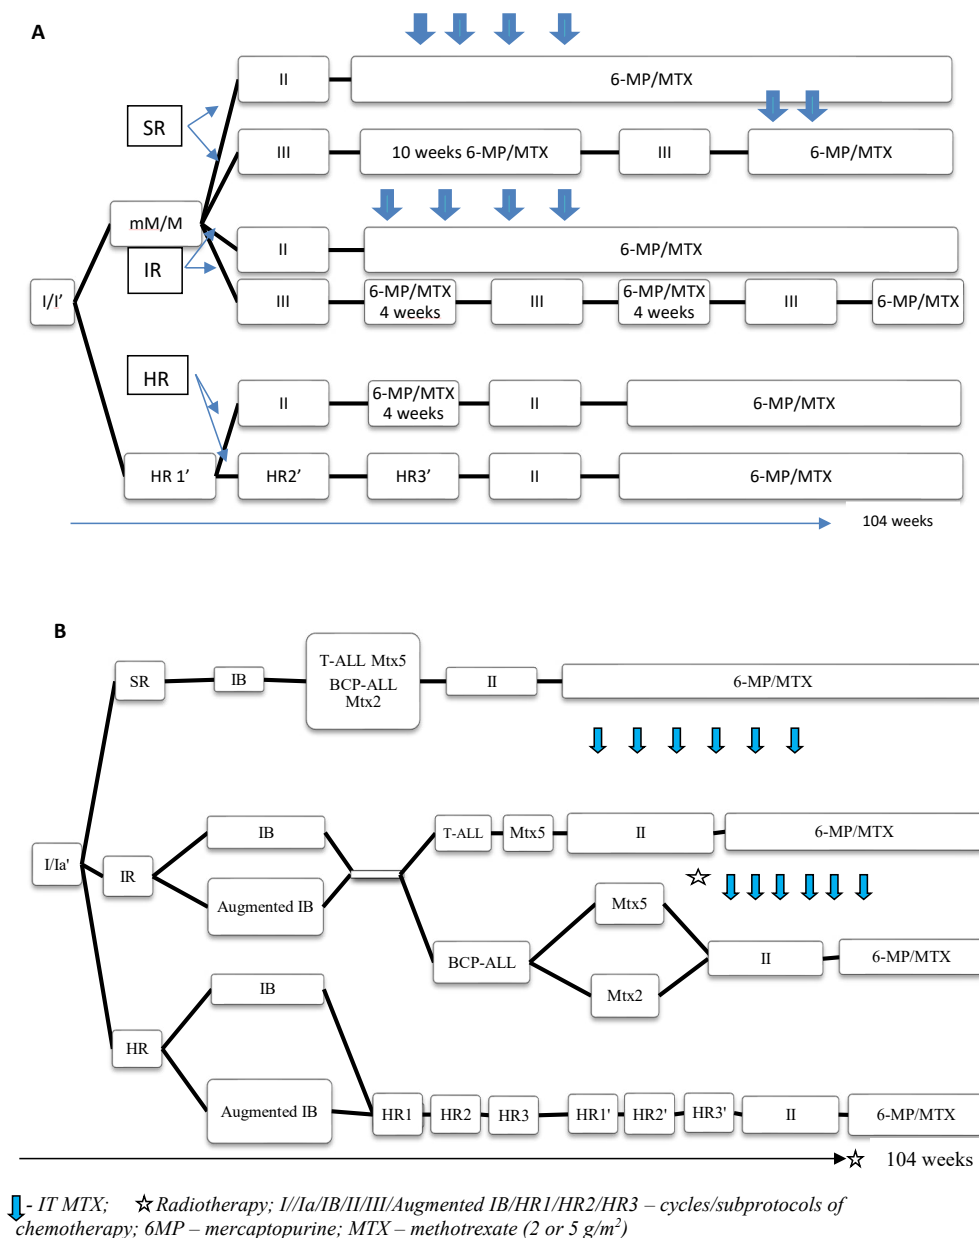 A
II
6-MP/MTX
SR
III
10 weeks 6-MP/MTX
III
6-MP/MTX
mM/M
II
6-MP/MTX
IR
I/I’
III
6-MP/MTX
4 weeks
III
6-MP/MTX
4 weeks
III
6-MP/MTX
HR
II
6-MP/MTX
4 weeks
II
6-MP/MTX
HR 1’
HR2’
HR3’
II
6-MP/MTX
104 weeks
B
SR
IB
T-ALL Mtx5
BCP-ALL
Mtx2
II
6-MP/MTX
I/Ia'
IR
IB
Augmented IB
T-ALL
Mtx5
II
6-MP/MTX
BCP-ALL
Mtx5
Mtx2
II
6-MP/MTX
HR
IB
Augmented IB
HR1
HR2
HR3
HR1'
HR2'
HR3'
II
6-MP/MTX
104 weeks
- IT MTX; Radiotherapy; I//Ia/IB/II/III/Augmented IB/HR1/HR2/HR3 – cycles/subprotocols of
chemotherapy; 6MP – mercaptopurine; MTX – methotrexate (2 or 5 g/m²)